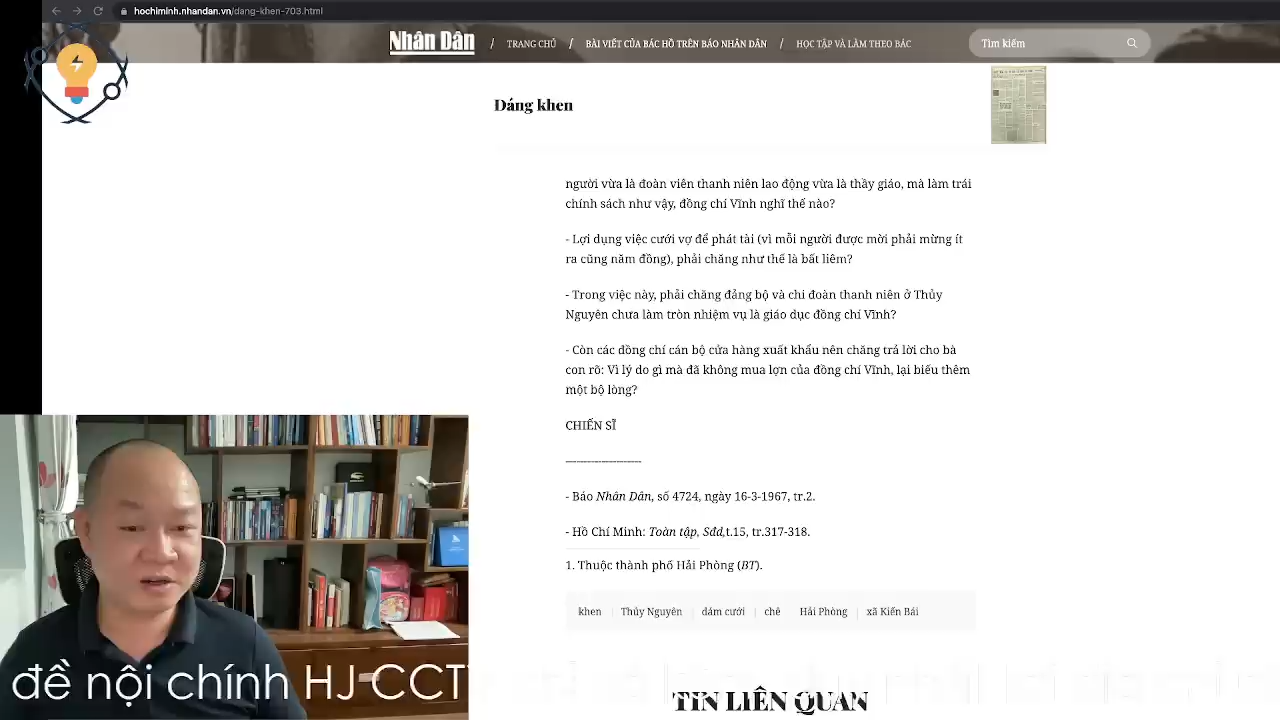 hochiminh.nhandan.vn/dang-khen-703.html
Nhân Dân / TRANG CHỦ / BÀI VIẾT CỦA BÁC HỒ TRÊN BÁO NHÂN DÂN / HỌC TẬP VÀ LÀM THEO BÁC Tìm kiếm
Đáng khen
người vừa là đoàn viên thanh niên lao động vừa là thầy giáo, mà làm trái
chính sách như vậy, đồng chí Vĩnh nghĩ thế nào?
- Lợi dụng việc cưới vợ để phát tài (vì mỗi người được mời phải mừng ít
ra cũng năm đồng), phải chăng như thế là bất liêm?
- Trong việc này, phải chăng đảng bộ và chi đoàn thanh niên ở Thủy
Nguyên chưa làm tròn nhiệm vụ là giáo dục đồng chí Vĩnh?
- Còn các đồng chí cán bộ cửa hàng xuất khẩu nên chăng trả lời cho bà
con rõ: Vì lý do gì mà đã không mua lợn của đồng chí Vĩnh, lại biếu thêm
một bộ lòng?
CHIẾN SĨ
---------------------
- Báo Nhân Dân, số 4724, ngày 16-3-1967, tr.2.
- Hồ Chí Minh: Toàn tập, Sđd,t.15, tr.317-318.
1. Thuộc thành phố Hải Phòng (BT).
khen Thủy Nguyên đám cưới chê Hải Phòng xã Kiến Bái
đề nội chính HJ CCT
TIN LIÊN QUAN